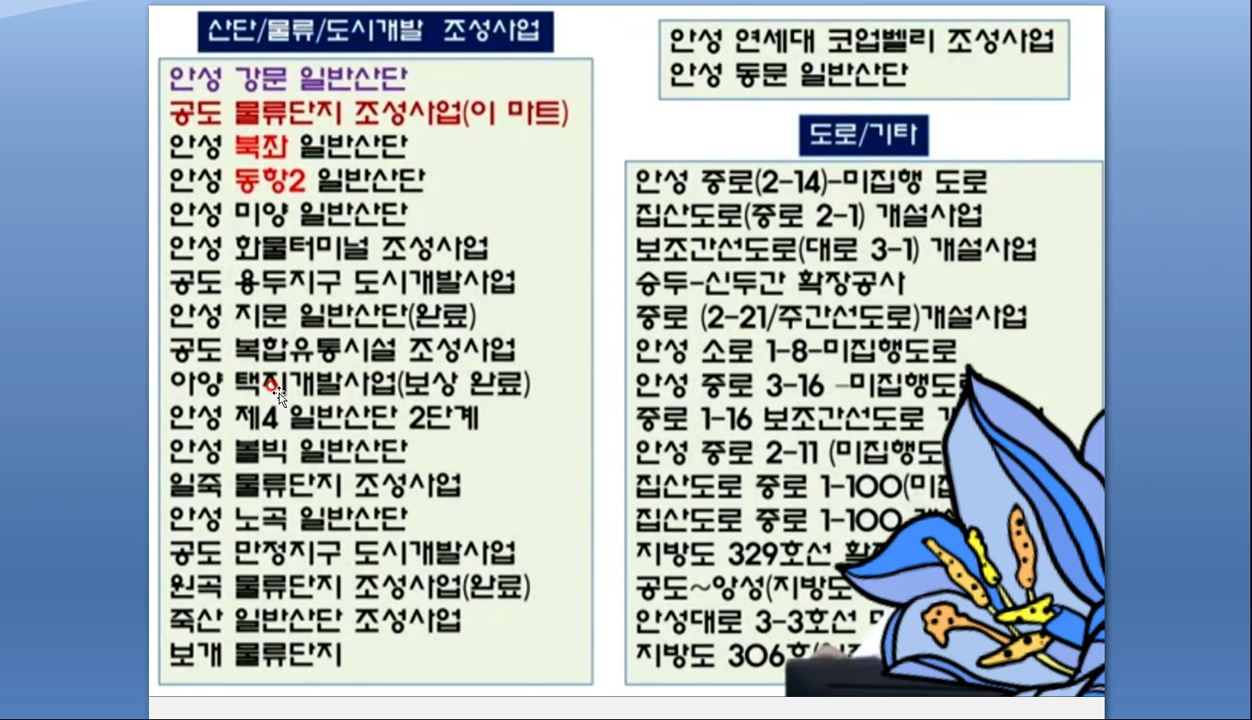 산단/물류/도시개발 조성사업
안성 강문 일반산단
공도 물류단지 조성사업(이 마트)
안성 북좌 일반산단
안성 동항2 일반산단
안성 미양 일반산단
안성 화물터미널 조성사업
공도 용두지구 도시개발사업
안성 지문 일반산단(완료)
공도 복합유통시설 조성사업
아양 택지개발사업(보상 완료)
안성 제4 일반산단 2단계
안성 볼빅 일반산단
일죽 물류단지 조성사업
안성 노곡 일반산단
공도 만정지구 도시개발사업
원곡 물류단지 조성사업(완료)
죽산 일반산단 조성사업
보개 물류단지
안성 연세대 코업벨리 조성사업
안성 동문 일반산단
도로/기타
안성 중로(2-14)-미집행 도로
집산도로(중로 2-1) 개설사업
보조간선도로(대로 3-1) 개설사업
승두-신두간 확장공사
중로 (2-21/주간선도로)개설사업
안성 소로 1-8-미집행도로
안성 중로 3-16 -미집행도로
중로 1-16 보조간선도로
안성 중로 2-11 (미집행도
집산도로 중로 1-100(미집
집산도로 중로 1-100
지방도 329호선
공도~양성(지방도
안성대로 3-3호선
지방도 306호